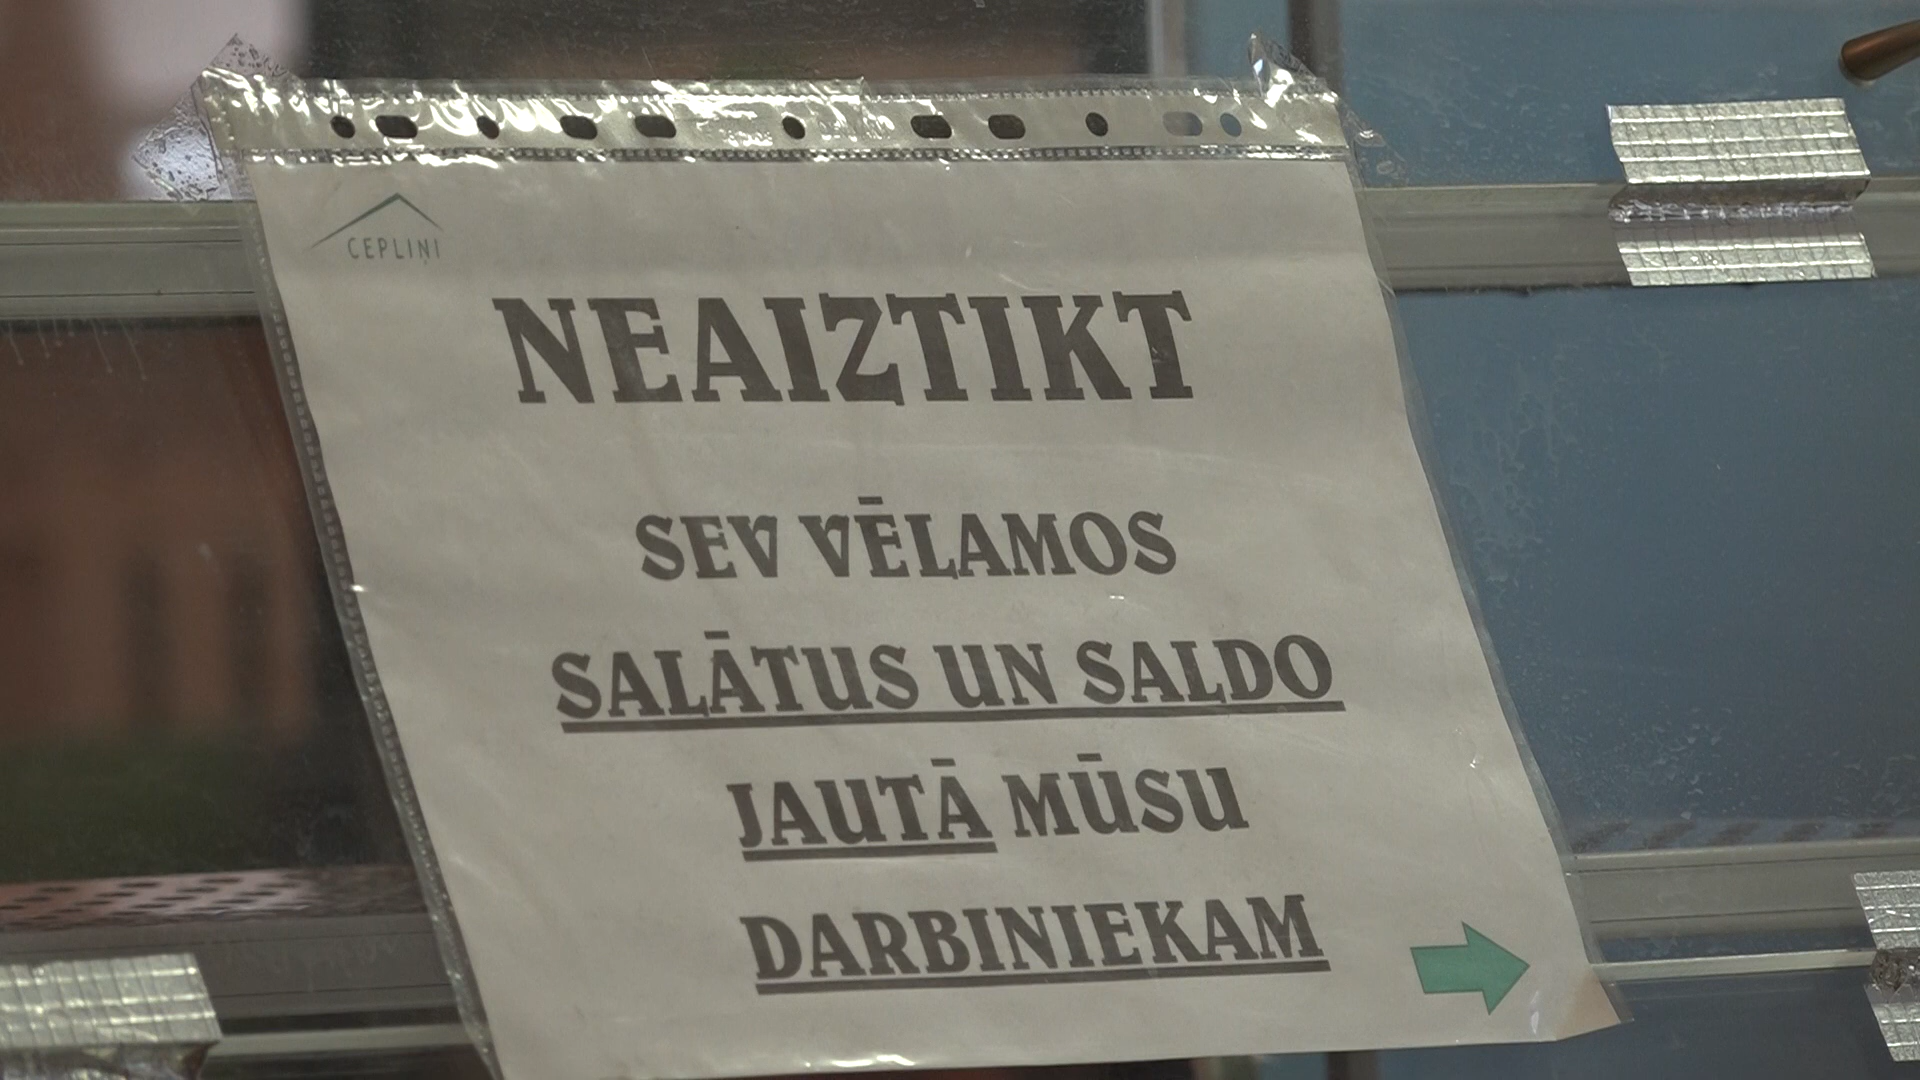 CEPLIŅI
NEAIZTIKT
SEV VĒLAMOS
SALĀTUS UN SALDO
JAUTĀ MŪSU
DARBINIEKAM